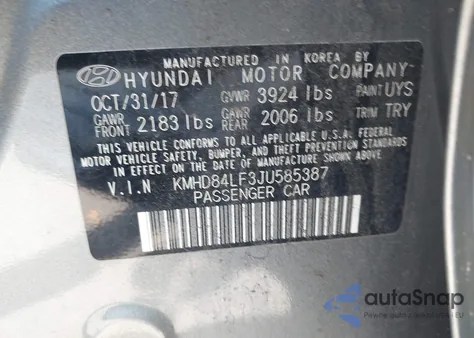 MANUFACTURED IN KOREA BY
HYUNDAI MOTOR COMPANY
OCT/31/17 GVWR 3924 lbs PAINT UYS
GAWR FRONT 2183 lbs GAWR REAR 2006 lbs TRIM TRY
THIS VEHICLE CONFORMS TO ALL APPLICABLE U.S.A. FEDERAL
MOTOR VEHICLE SAFETY, BUMPER, AND THEFT PREVENTION STANDARDS
IN EFFECT ON THE DATE OF MANUFACTURE SHOWN ABOVE.
V.I.N KMHD84LF3JU585387
PASSENGER CAR
autoSnap